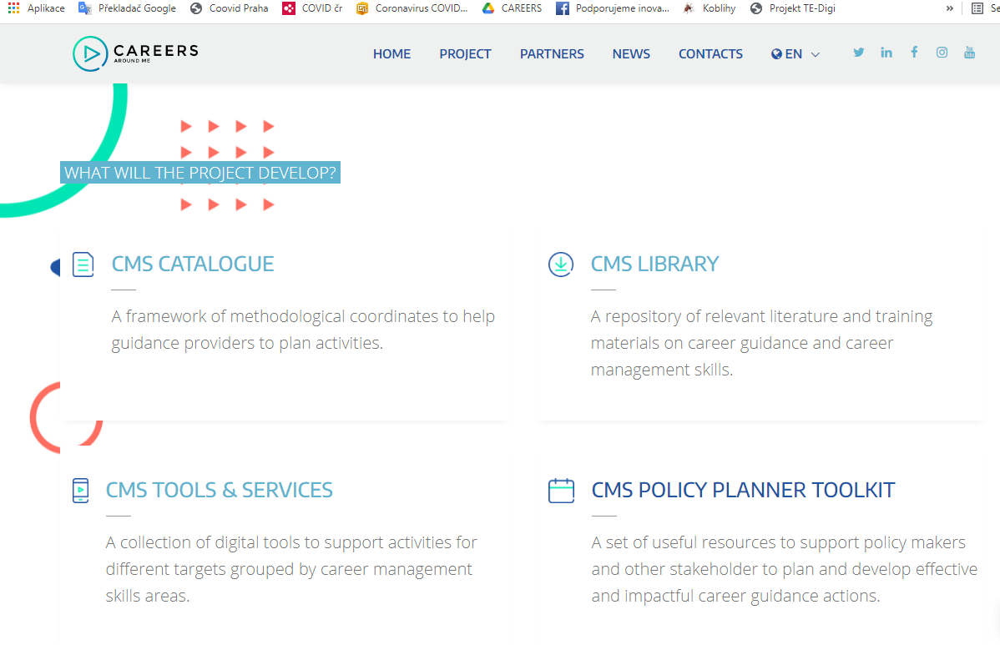 Aplikace Překladač Google Coovid Praha COVID čr Coronavirus COVID... CAREERS Podporujeme inova... Koblihy Projekt TE-Digi »
CAREERS
AROUND ME
HOME PROJECT PARTNERS NEWS CONTACTS EN
WHAT WILL THE PROJECT DEVELOP?
CMS CATALOGUE
A framework of methodological coordinates to help
guidance providers to plan activities.
CMS LIBRARY
A repository of relevant literature and training
materials on career guidance and career
management skills.
CMS TOOLS & SERVICES
A collection of digital tools to support activities for
different targets grouped by career management
skills areas.
CMS POLICY PLANNER TOOLKIT
A set of useful resources to support policy makers
and other stakeholder to plan and develop effective
and impactful career guidance actions.